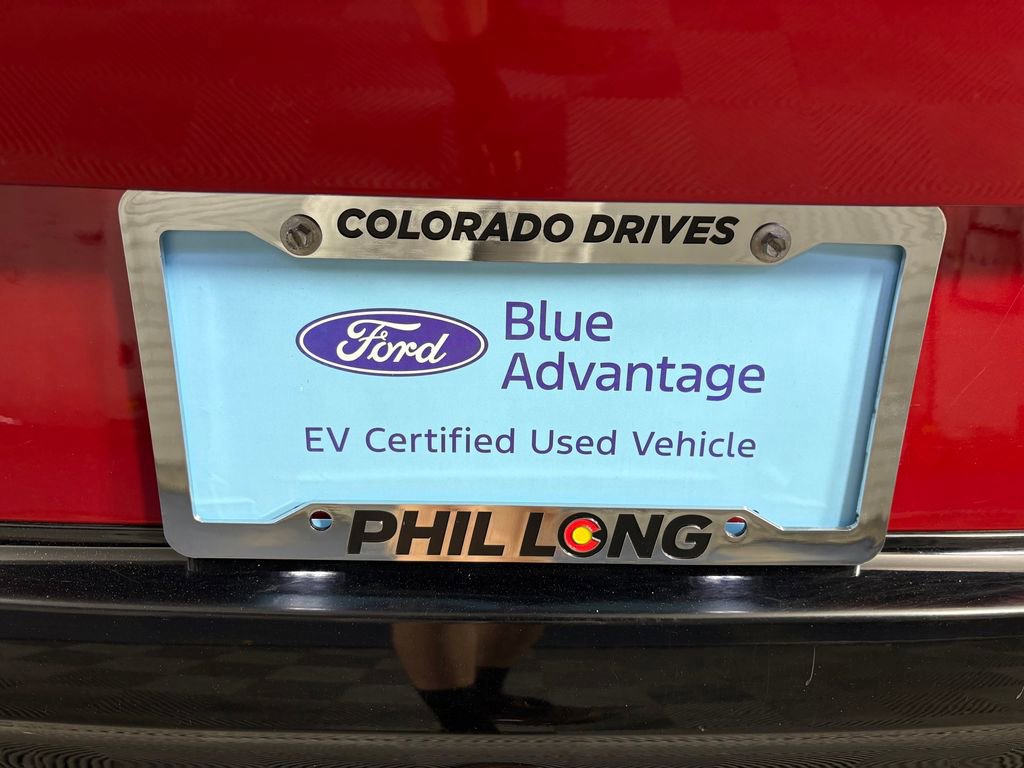 COLORADO DRIVES
Ford
Blue
Advantage
EV Certified Used Vehicle
PHIL LONG